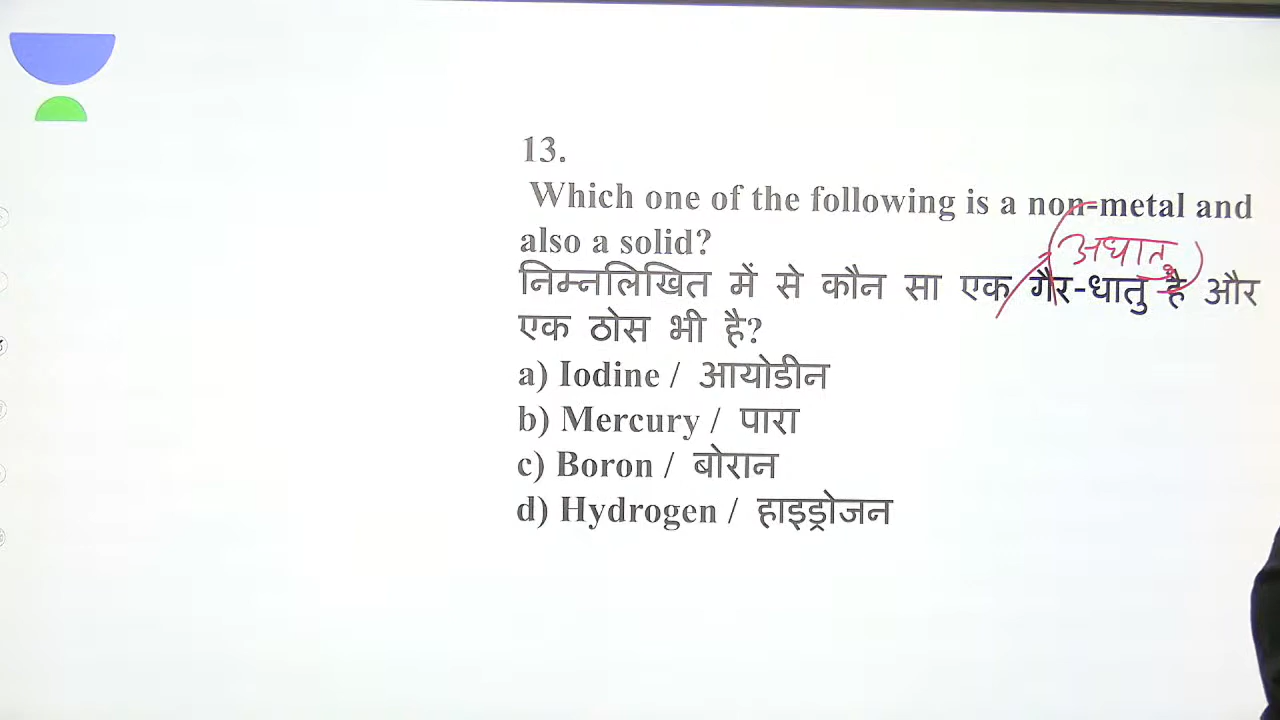 13.
Which one of the following is a non-metal and
also a solid?
अधातु
निम्नलिखित में से कौन सा एक गैर-धातु है और
एक ठोस भी है?
a) Iodine / आयोडीन
b) Mercury / पारा
c) Boron / बोरान
d) Hydrogen / हाइड्रोजन